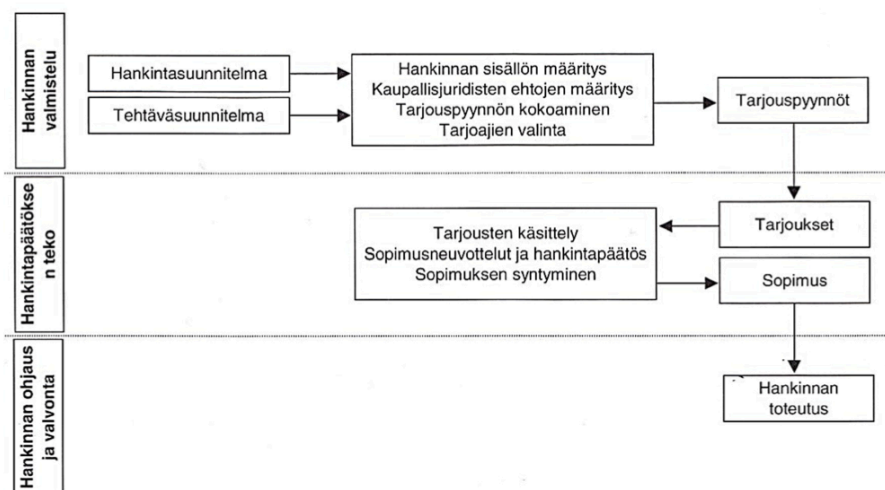 Hankinnan
valmistelu
Hankintasuunnitelma
Tehtäväsuunnitelma
Hankinnan sisällön määritys
Kaupallisjuridisten ehtojen määritys
Tarjouspyynnön kokoaminen
Tarjoajien valinta
Tarjouspyynnöt
Hankintapäätökse
n teko
Tarjousten käsittely
Sopimusneuvottelut ja hankintapäätös
Sopimuksen syntyminen
Tarjoukset
Sopimus
Hankinnan ohjaus
ja valvonta
Hankinnan
toteutus